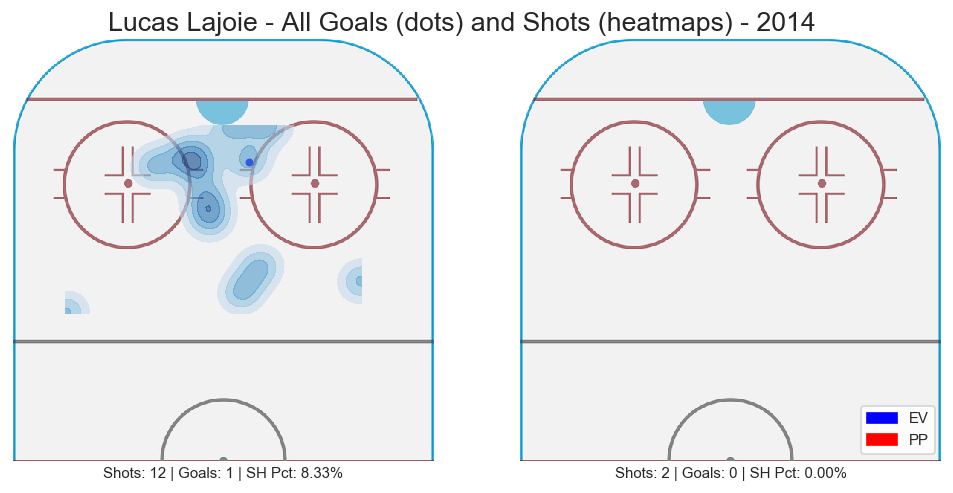 Lucas Lajoie - All Goals (dots) and Shots (heatmaps) - 2014
EV
PP
Shots: 12 | Goals: 1 | SH Pct: 8.33%
Shots: 2 | Goals: 0 | SH Pct: 0.00%